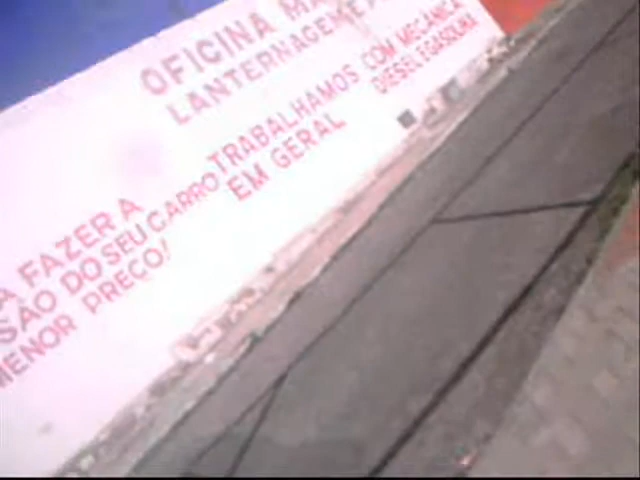 OFICINA
LANTERNAGEM
A FAZER A
SÃO DO SEU CARRO
MENOR PREÇO!
TRABALHAMOS COM MECÂNICA
EM GERAL
DIESEL E GASOLINA